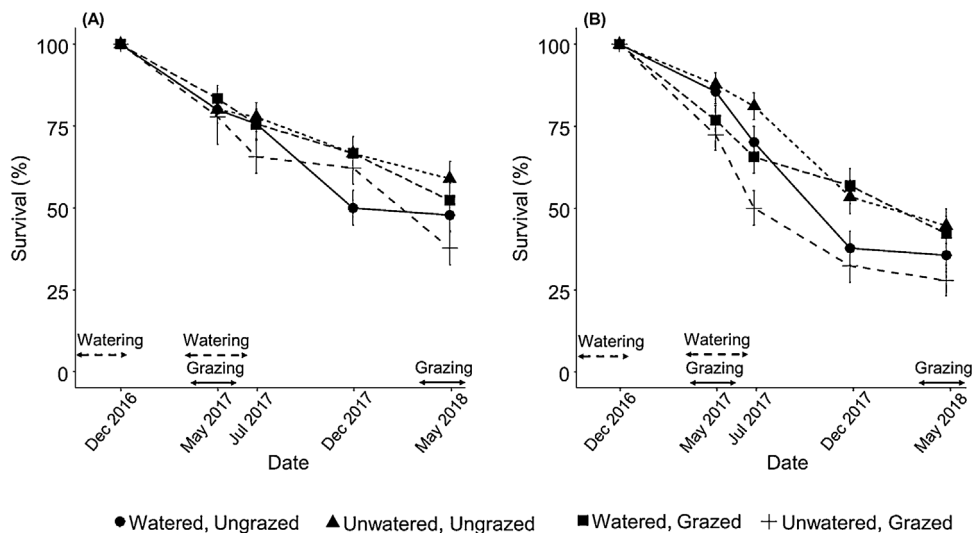 (A)
100
75
50
25
0
Survival (%)
Watering
Watering
Grazing
Grazing
Dec 2016
May 2017
Jul 2017
Dec 2017
May 2018
Date
(B)
100
75
50
25
0
Survival (%)
Watering
Watering
Grazing
Grazing
Dec 2016
May 2017
Jul 2017
Dec 2017
May 2018
Date
Watered, Ungrazed Unwatered, Ungrazed Watered, Grazed Unwatered, Grazed